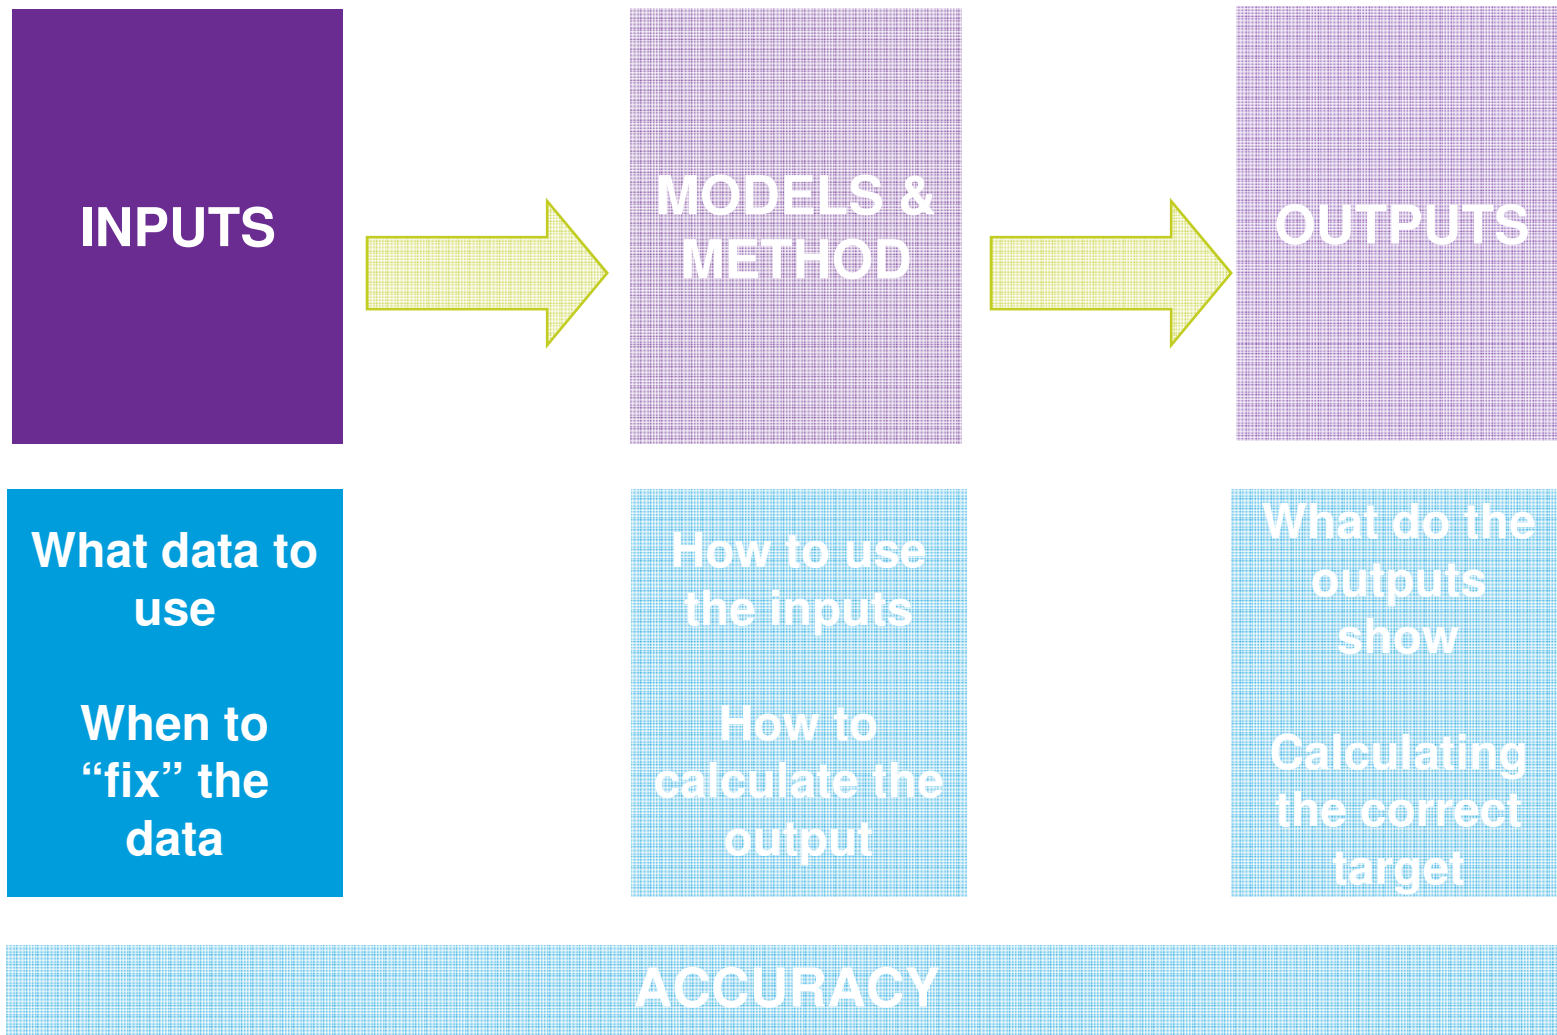 INPUTS
MODELS &
METHOD
OUTPUTS
What data to
use
When to
“fix” the
data
How to use
the inputs
How to
calculate the
output
What do the
outputs
show
Calculating
the correct
target
ACCURACY